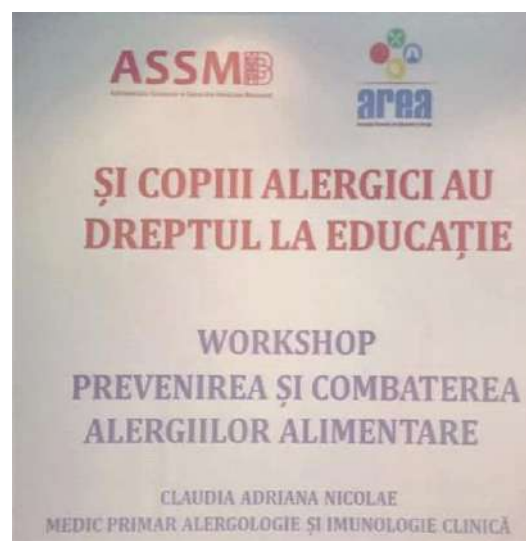 ASSMB
area
ȘI COPIII ALERGICI AU
DREPTUL LA EDUCAȚIE
WORKSHOP
PREVENIREA ȘI COMBATEREA
ALERGIILOR ALIMENTARE
CLAUDIA ADRIANA NICOLAE
MEDIC PRIMAR ALERGOLOGIE ȘI IMUNOLOGIE CLINICĂ